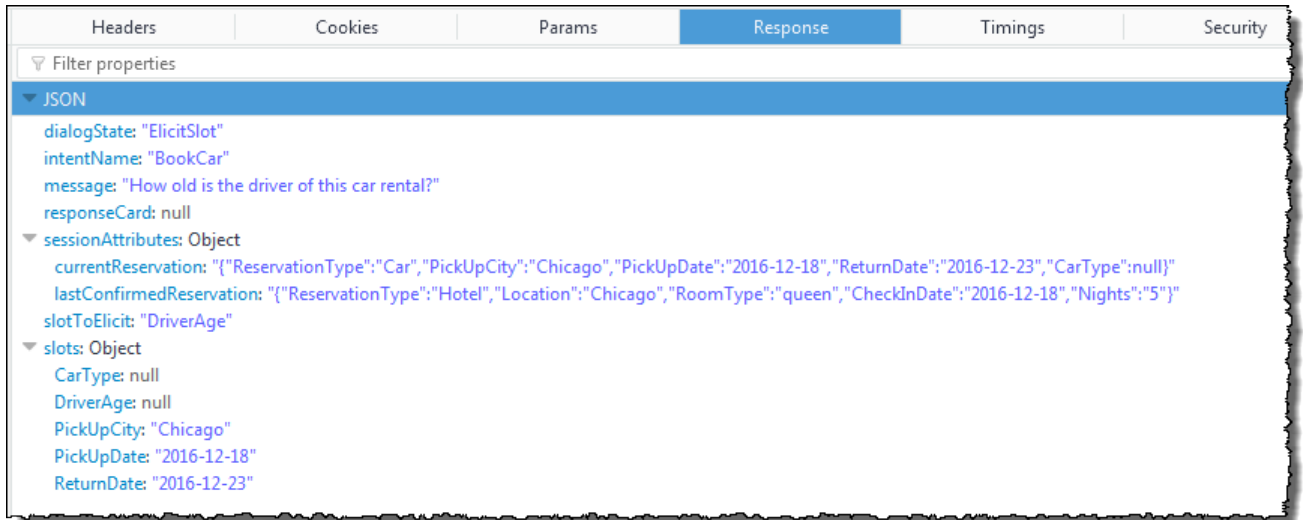 Headers Cookies Params Response Timings Security
Filter properties
JSON
dialogState: "ElicitSlot"
intentName: "BookCar"
message: "How old is the driver of this car rental?"
responseCard: null
sessionAttributes: Object
currentReservation: "{"ReservationType":"Car","PickUpCity":"Chicago","PickUpDate":"2016-12-18","ReturnDate":"2016-12-23","CarType":null}"
lastConfirmedReservation: "{"ReservationType":"Hotel","Location":"Chicago","RoomType":"queen","CheckInDate":"2016-12-18","Nights":"5"}"
slotToElicit: "DriverAge"
slots: Object
CarType: null
DriverAge: null
PickUpCity: "Chicago"
PickUpDate: "2016-12-18"
ReturnDate: "2016-12-23"